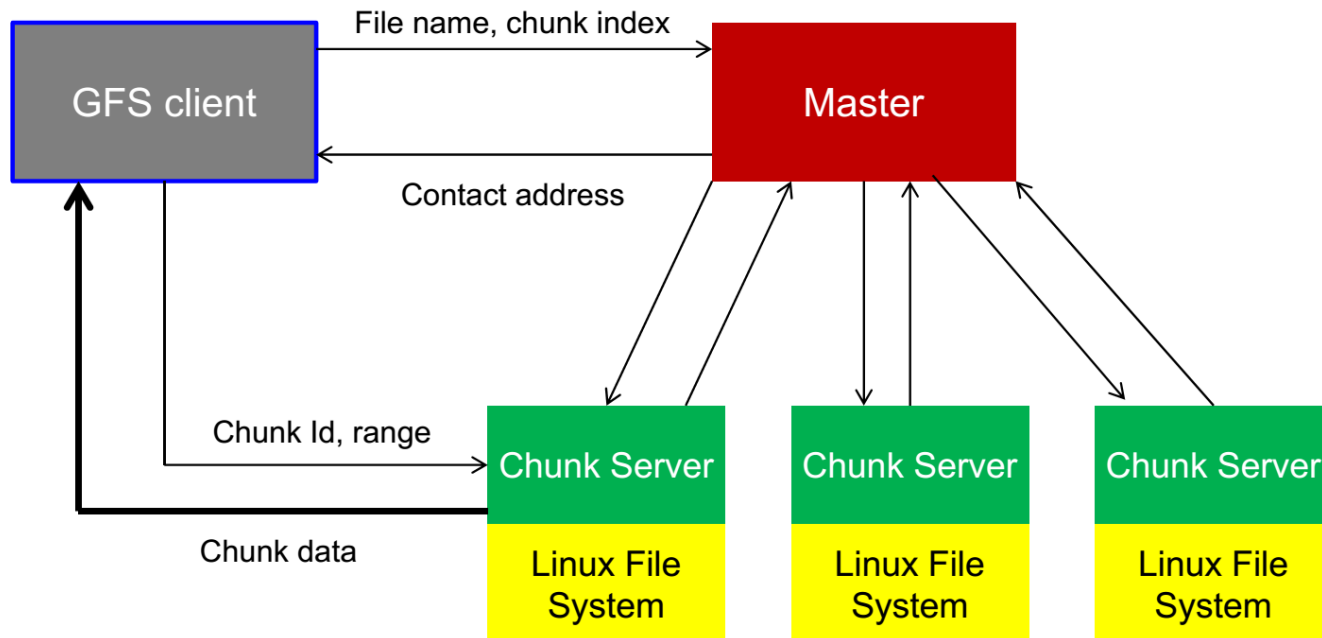 File name, chunk index
GFS client
Master
Contact address
Chunk Id, range
Chunk Server
Chunk Server
Chunk Server
Chunk data
Linux File
System
Linux File
System
Linux File
System